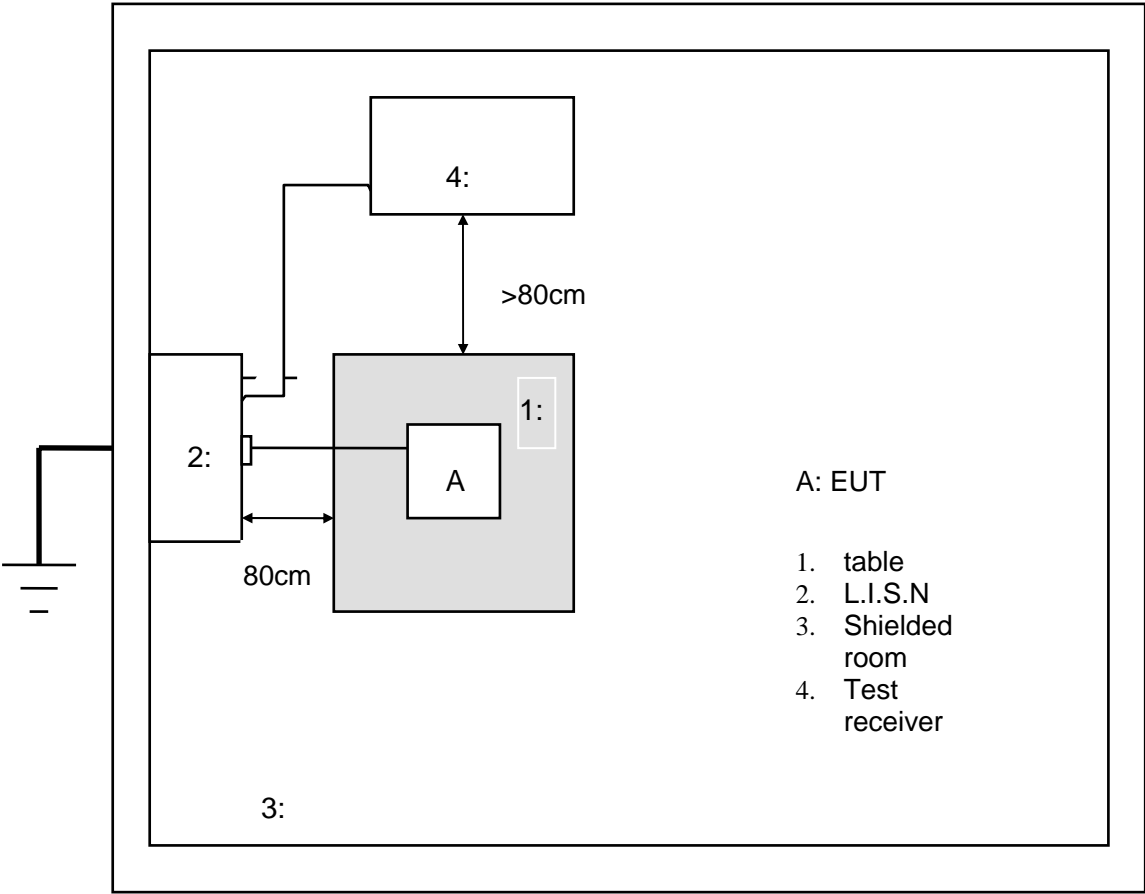 4:
>80cm
1:
2:
A
80cm
A: EUT
1. table
2. L.I.S.N
3. Shielded
room
4. Test
receiver
3: